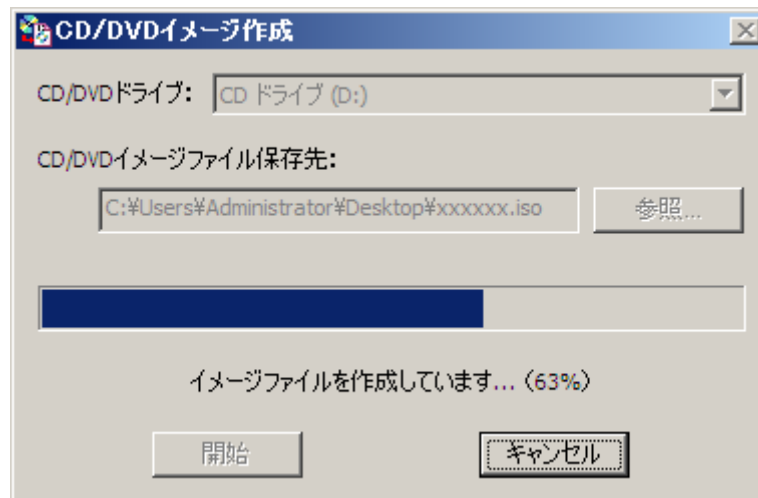 CD/DVDイメージ作成
CD/DVDドライブ: CD ドライブ (D:)
CD/DVDイメージファイル保存先:
C:¥Users¥Administrator¥Desktop¥xxxxxx.iso 参照...
イメージファイルを作成しています... (63%)
開始 キャンセル